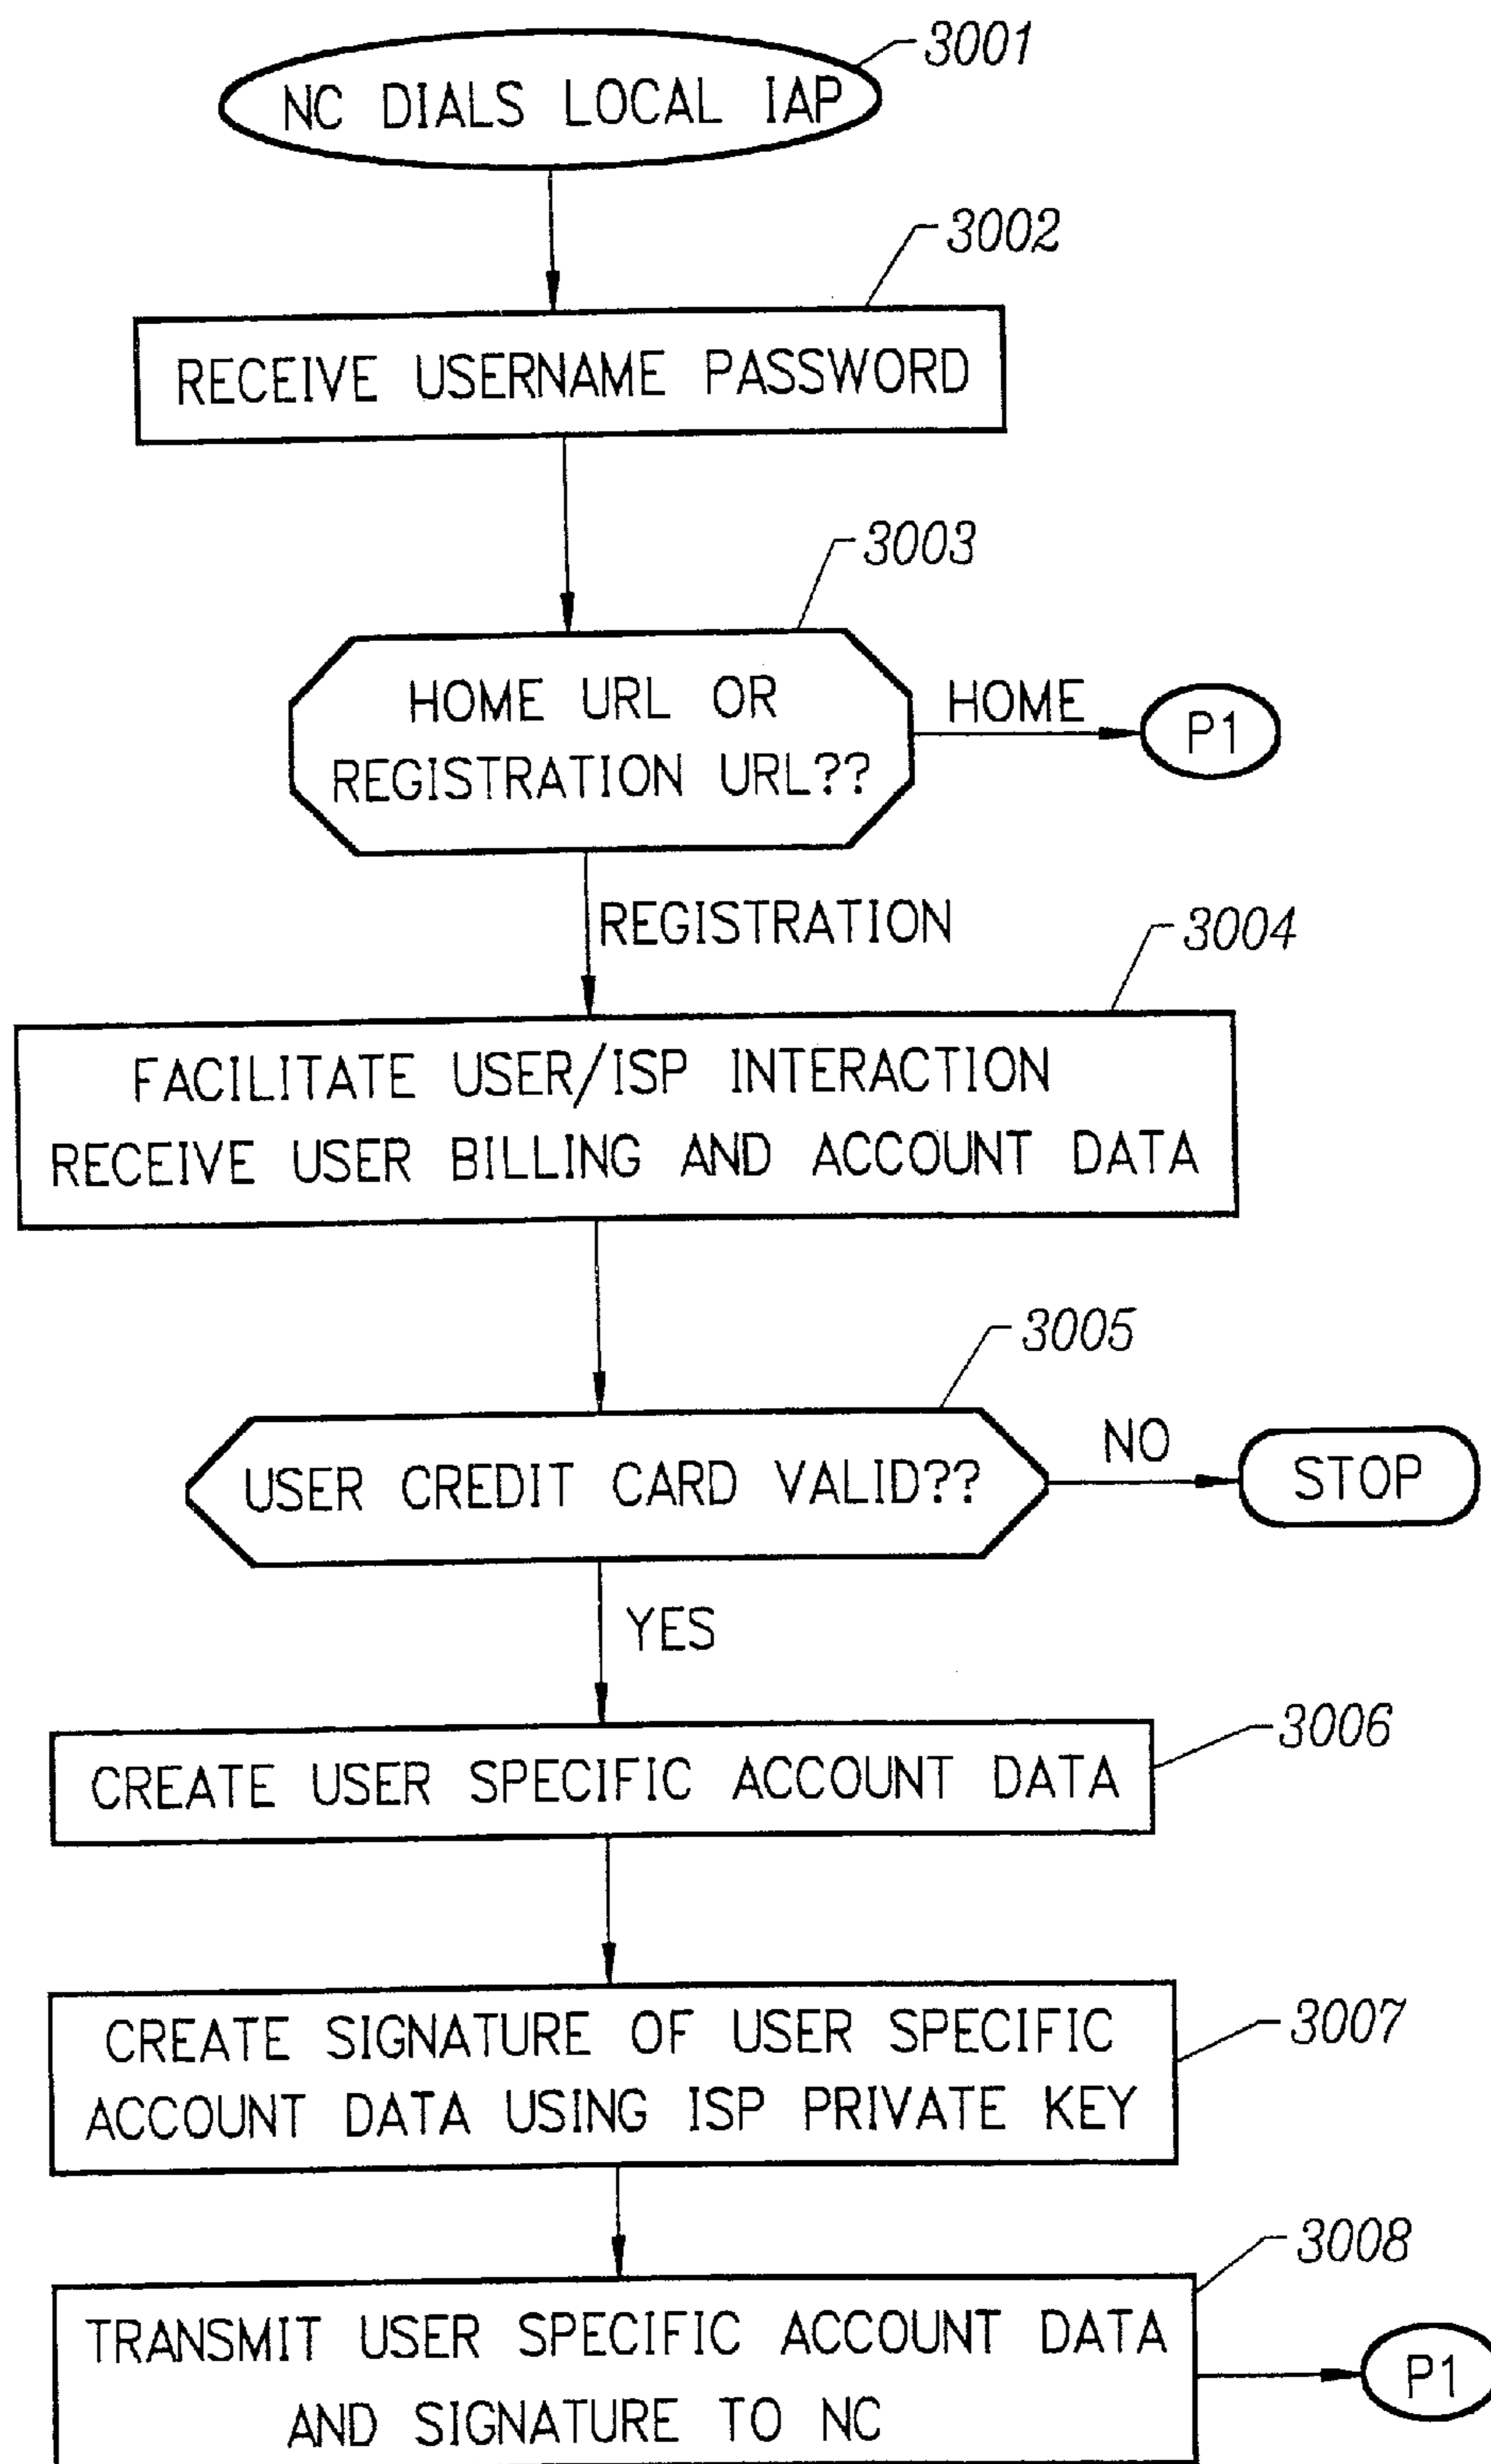 3001
NC DIALS LOCAL IAP
3002
RECEIVE USERNAME PASSWORD
3003
HOME URL OR
REGISTRATION URL??
HOME
P1
REGISTRATION
3004
FACILITATE USER/ISP INTERACTION
RECEIVE USER BILLING AND ACCOUNT DATA
3005
USER CREDIT CARD VALID??
NO
STOP
YES
3006
CREATE USER SPECIFIC ACCOUNT DATA
3007
CREATE SIGNATURE OF USER SPECIFIC
ACCOUNT DATA USING ISP PRIVATE KEY
3008
TRANSMIT USER SPECIFIC ACCOUNT DATA
AND SIGNATURE TO NC
P1